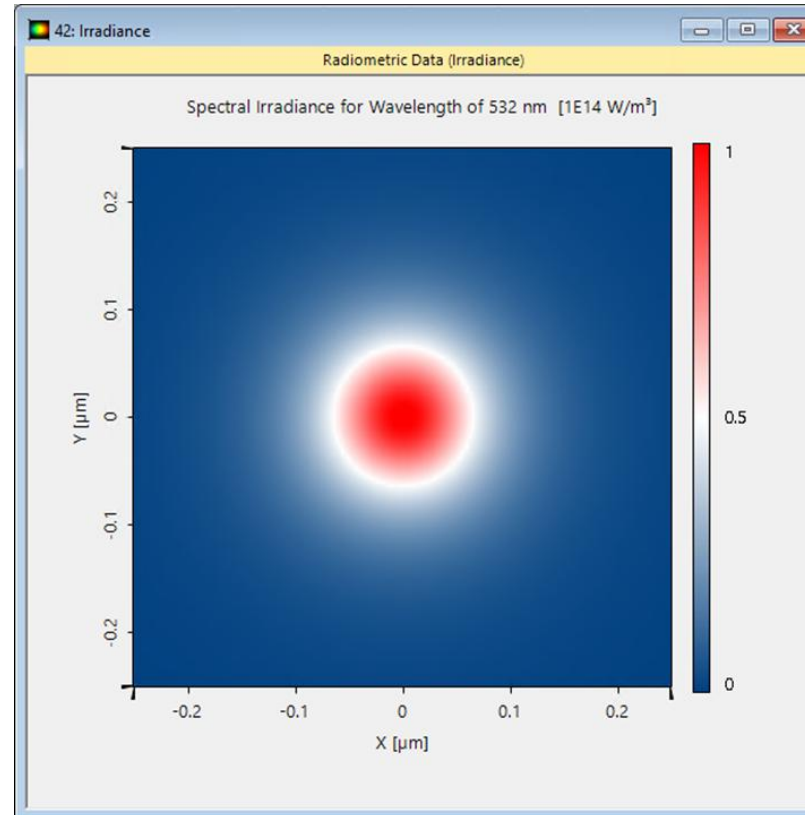 42: Irradiance
Radiometric Data (Irradiance)
Spectral Irradiance for Wavelength of 532 nm [1E14 W/m³]
1
0.5
0
0.2
0.1
0
-0.1
-0.2
Y [µm]
-0.2 -0.1 0 0.1 0.2
X [µm]